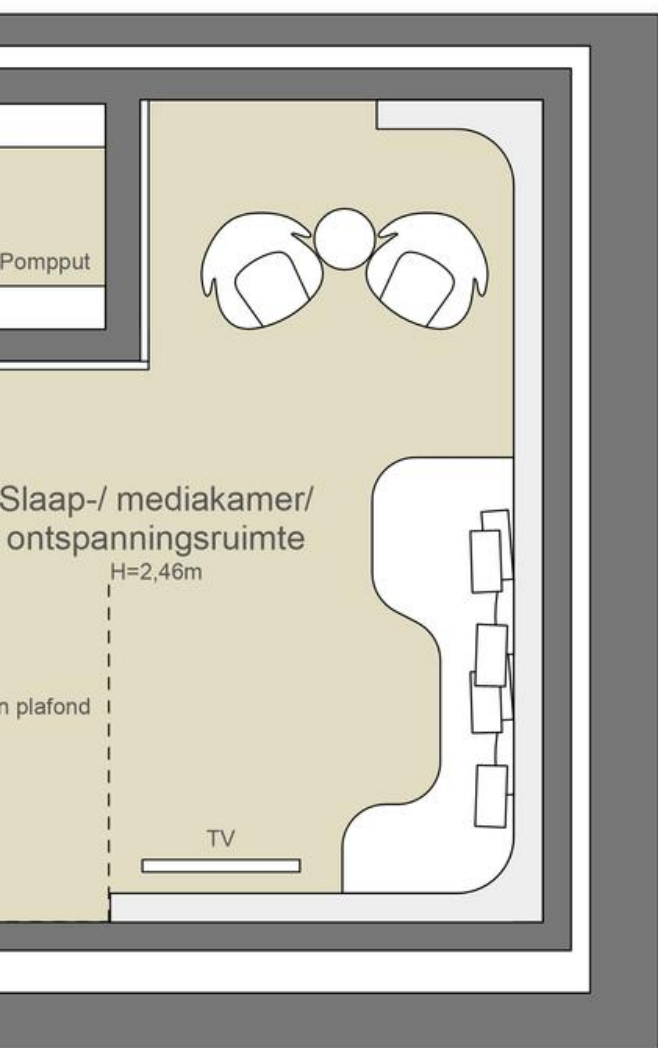 Pompput
Slaap-/ mediakamer/
ontspanningsruimte
H=2,46m
n plafond
TV